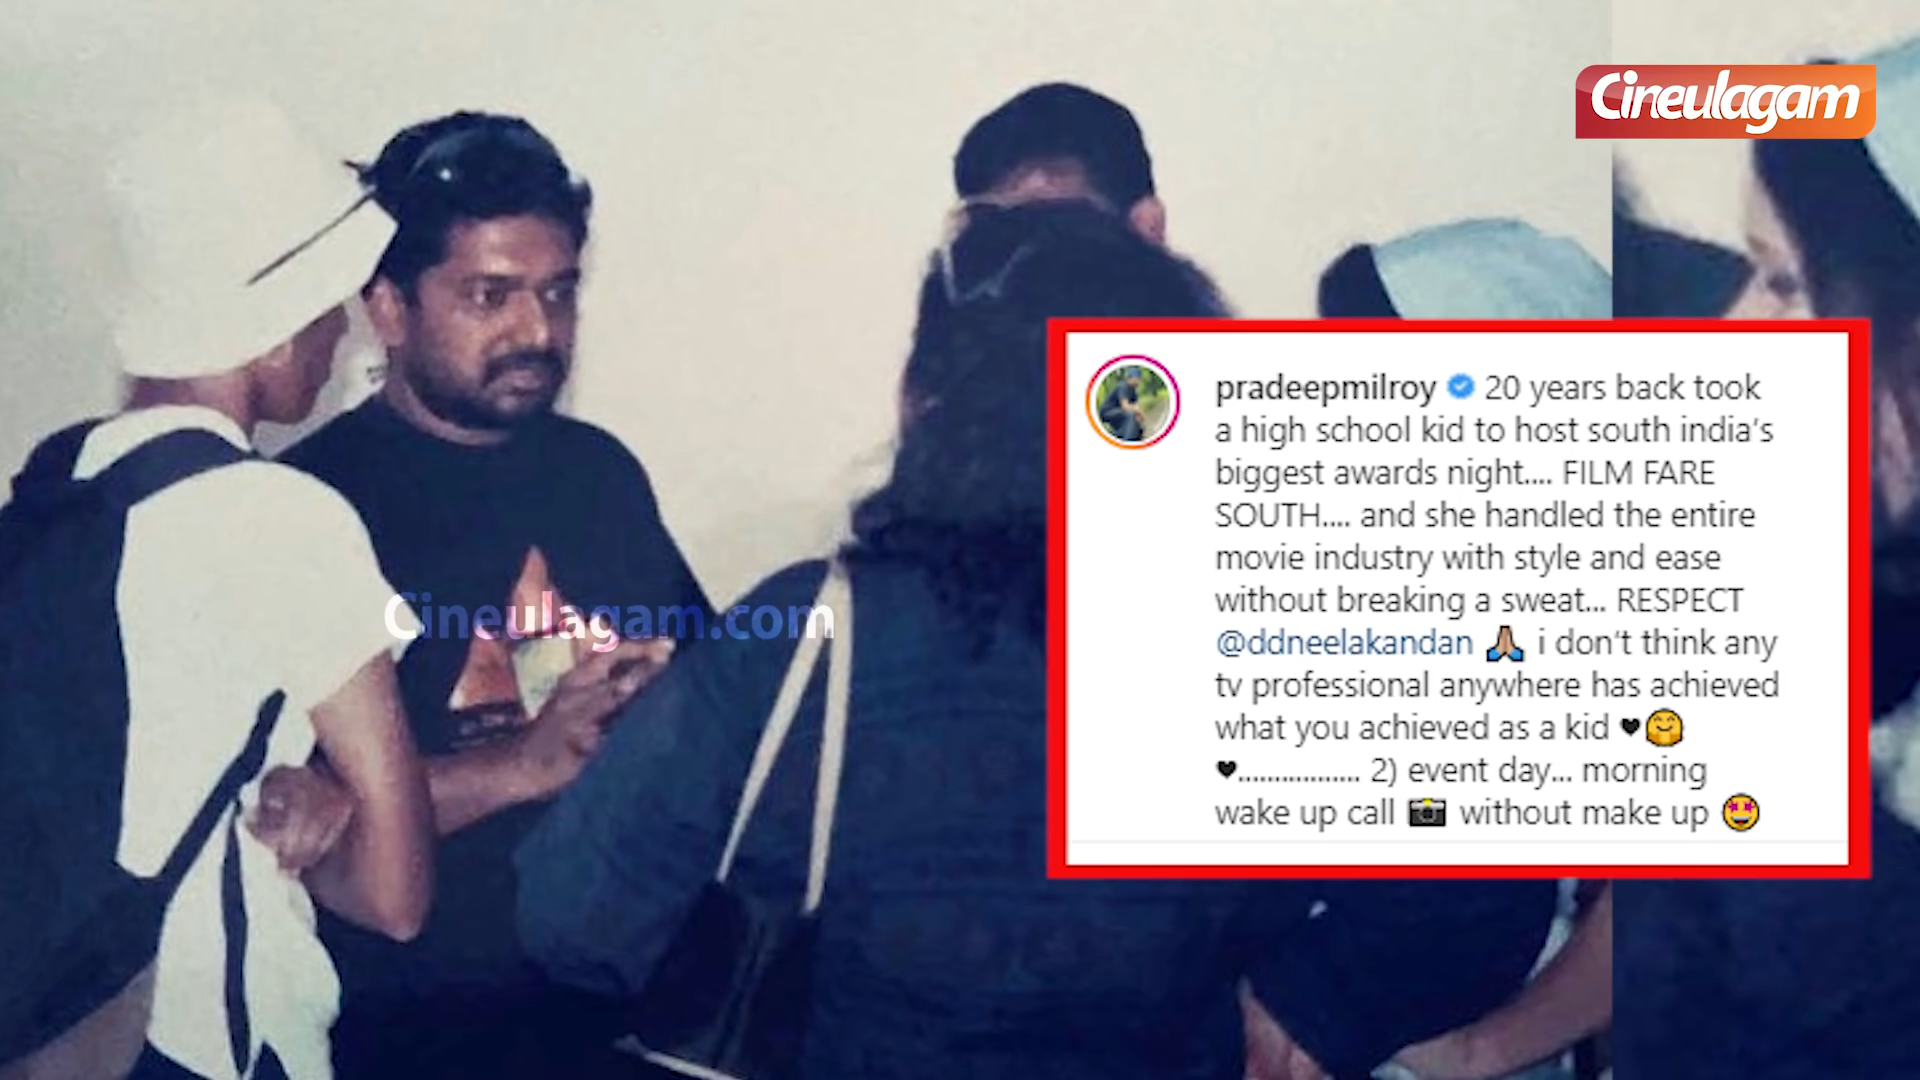 Cineulagam
pradeepmilroy 20 years back took
a high school kid to host south india's
biggest awards night.... FILM FARE
SOUTH.... and she handled the entire
movie industry with style and ease
without breaking a sweat... RESPECT
@ddneelakandan 🙏 i don't think any
tv professional anywhere has achieved
what you achieved as a kid ♥🤗
♥................. 2) event day... morning
wake up call 📸 without make up 🤩
Cineulagam.com